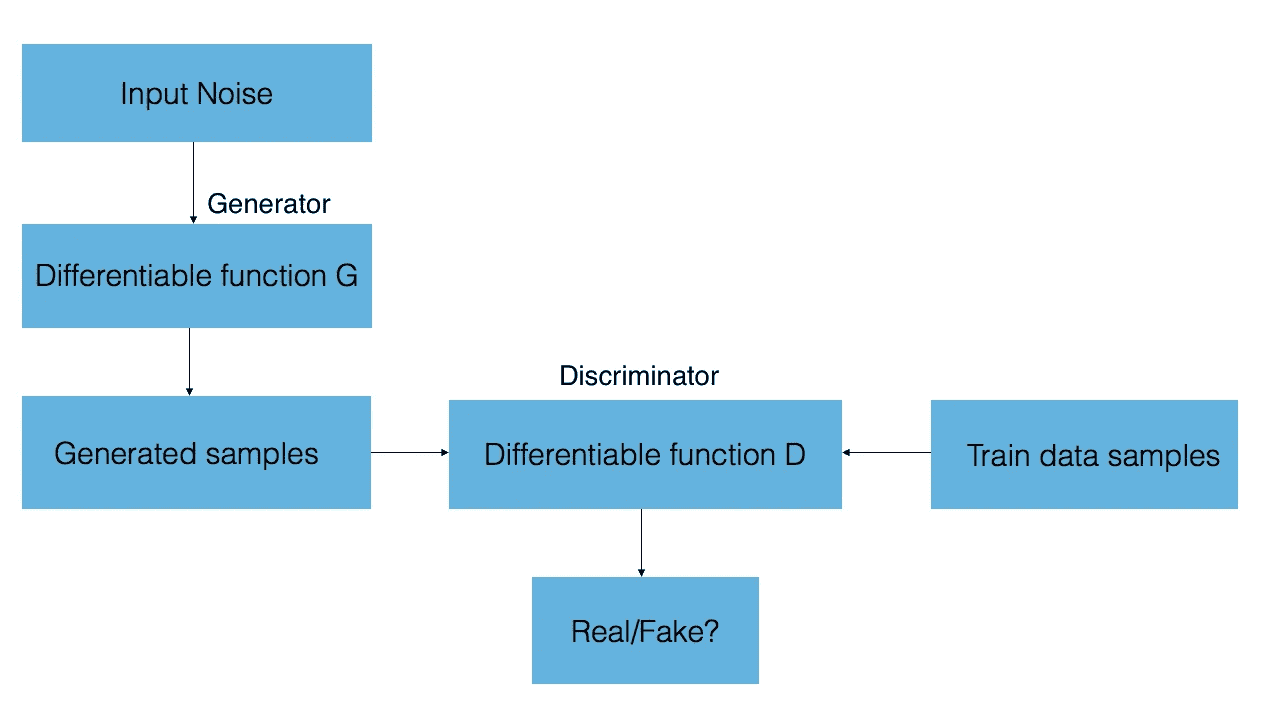 Input Noise
Generator
Differentiable function G
Discriminator
Generated samples
Differentiable function D
Train data samples
Real/Fake?